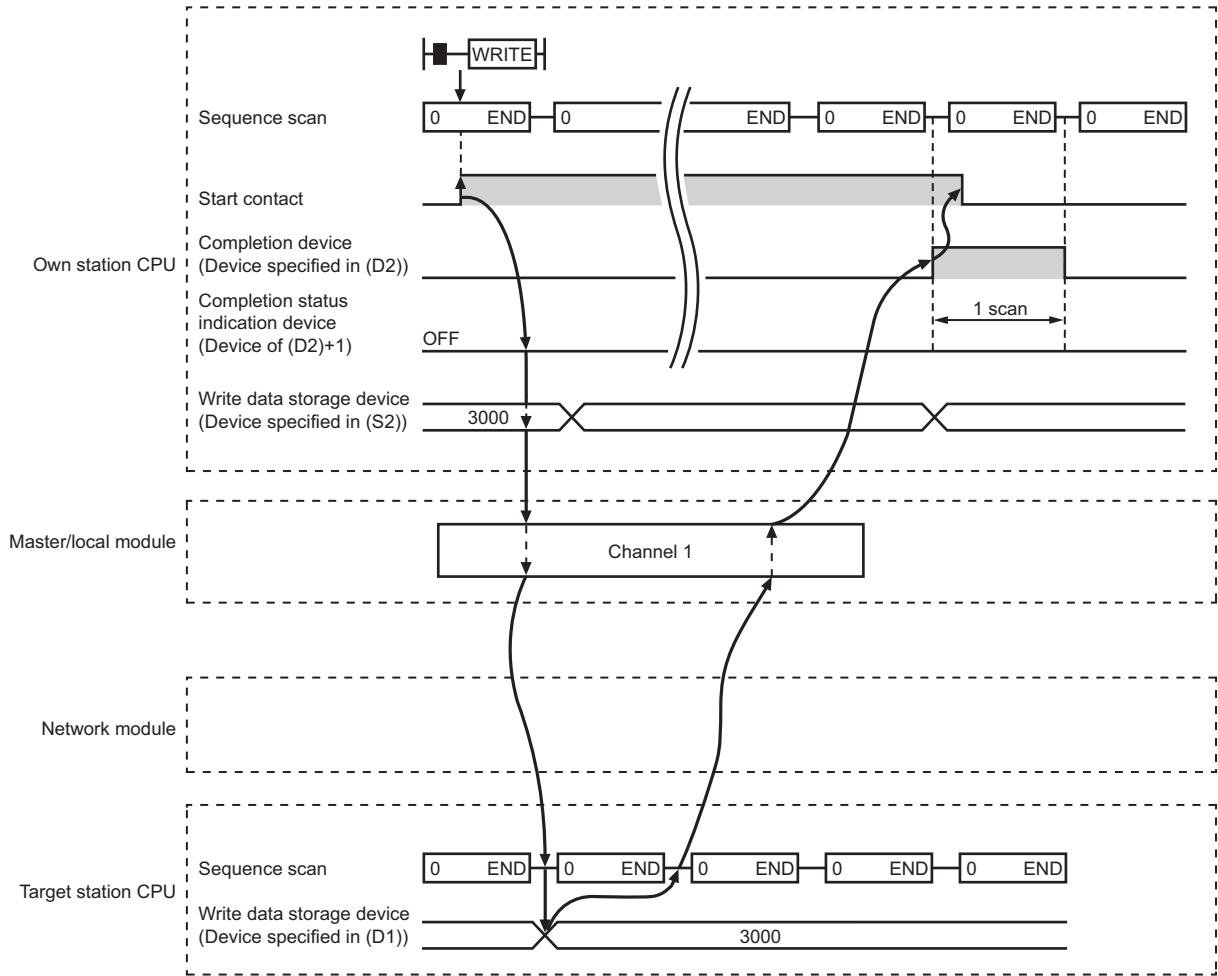 WRITE
Sequence scan
0 END 0 END 0 END 0 END 0 END
Start contact
Own station CPU
Completion device
(Device specified in (D2))
Completion status
indication device
(Device of (D2)+1)
1 scan
OFF
Write data storage device
(Device specified in (S2))
3000
Master/local module
Channel 1
Network module
Target station CPU
Sequence scan
0 END 0 END 0 END 0 END 0 END
Write data storage device
(Device specified in (D1))
3000